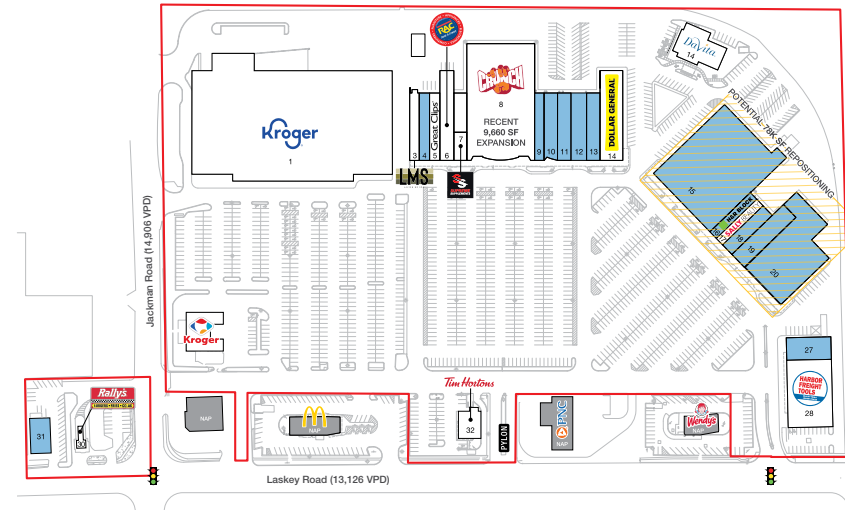 RAC
DaVita
14
CRUNCH
8
RECENT
9,660 SF
EXPANSION
DOLLAR GENERAL
14
POTENTIAL 78K SF REPOSITIONING
Kroger
1
3
4
Great Clips
5
6
7
9
10
11
12
13
LMS
15
H&R BLOCK
SALLY
16
18
19
20
Jackman Road (14,906 VPD)
Kroger
27
HARBOR
FREIGHT
TOOLS
28
Rally's
31
30
NAP
M
NAP
Tim Hortons
32
PYLON
PNC
NAP
Wendy's
NAP
Laskey Road (13,126 VPD)